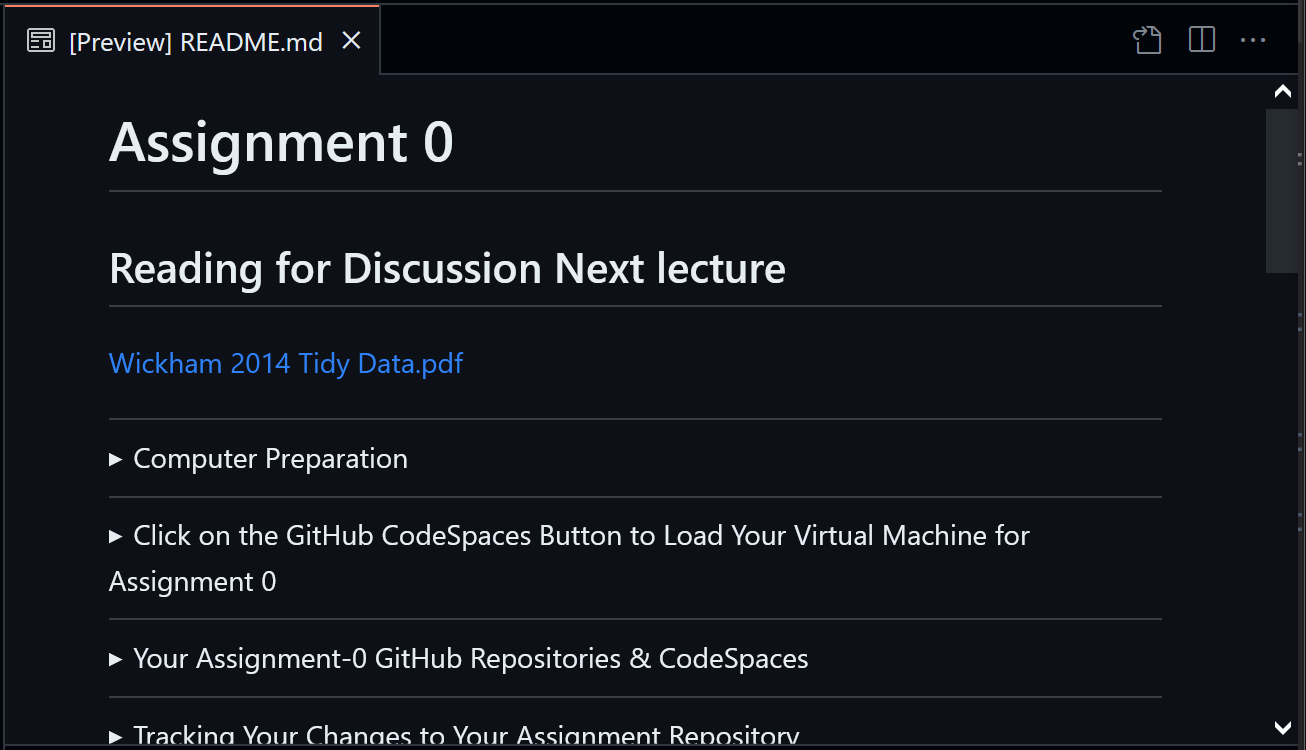 [Preview] README.md
Assignment 0
Reading for Discussion Next lecture
Wickham 2014 Tidy Data.pdf
Computer Preparation
Click on the GitHub CodeSpaces Button to Load Your Virtual Machine for
Assignment 0
Your Assignment-0 GitHub Repositories & CodeSpaces
Tracking Your Changes to Your Assignment Repository